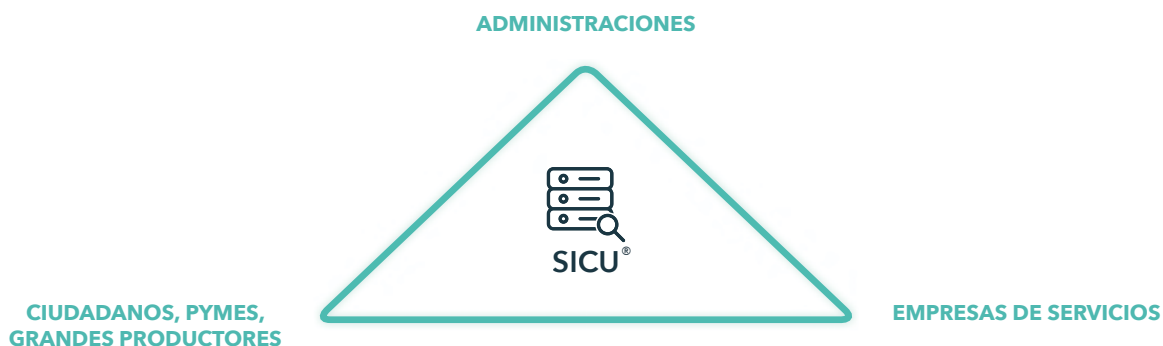 ADMINISTRACIONES
SICU®
CIUDADANOS, PYMES,
GRANDES PRODUCTORES
EMPRESAS DE SERVICIOS